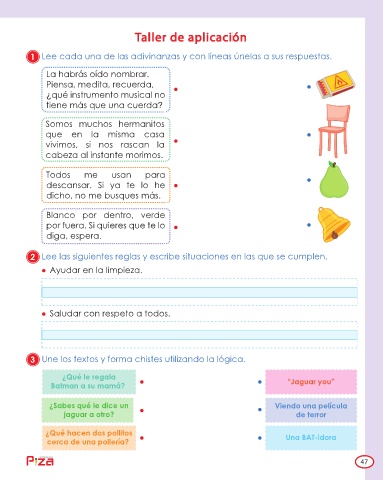 Taller de aplicación
1 Lee cada una de las adivinanzas y con líneas únelas a sus respuestas.
La habrás oído nombrar.
Piensa, medita, recuerda,
¿qué instrumento musical no
tiene más que una cuerda?
Somos muchos hermanitos
que en la misma casa
vivimos, si nos rascan la
cabeza al instante morimos.
Todos me usan para
descansar. Si ya te lo he
dicho, no me busques más.
Blanco por dentro, verde
por fuera. Si quieres que te lo
diga, espera.
2 Lee las siguientes reglas y escribe situaciones en las que se cumplen.
• Ayudar en la limpieza.
• Saludar con respeto a todos.
3 Une los textos y forma chistes utilizando la lógica.
¿Qué le regala
Batman a su mamá?
"Jaguar you"
¿Sabes qué le dice un
jaguar a otro?
Viendo una película
de terror
¿Qué hacen dos pollitos
cerca de una pollería?
Una BAT-idora
47